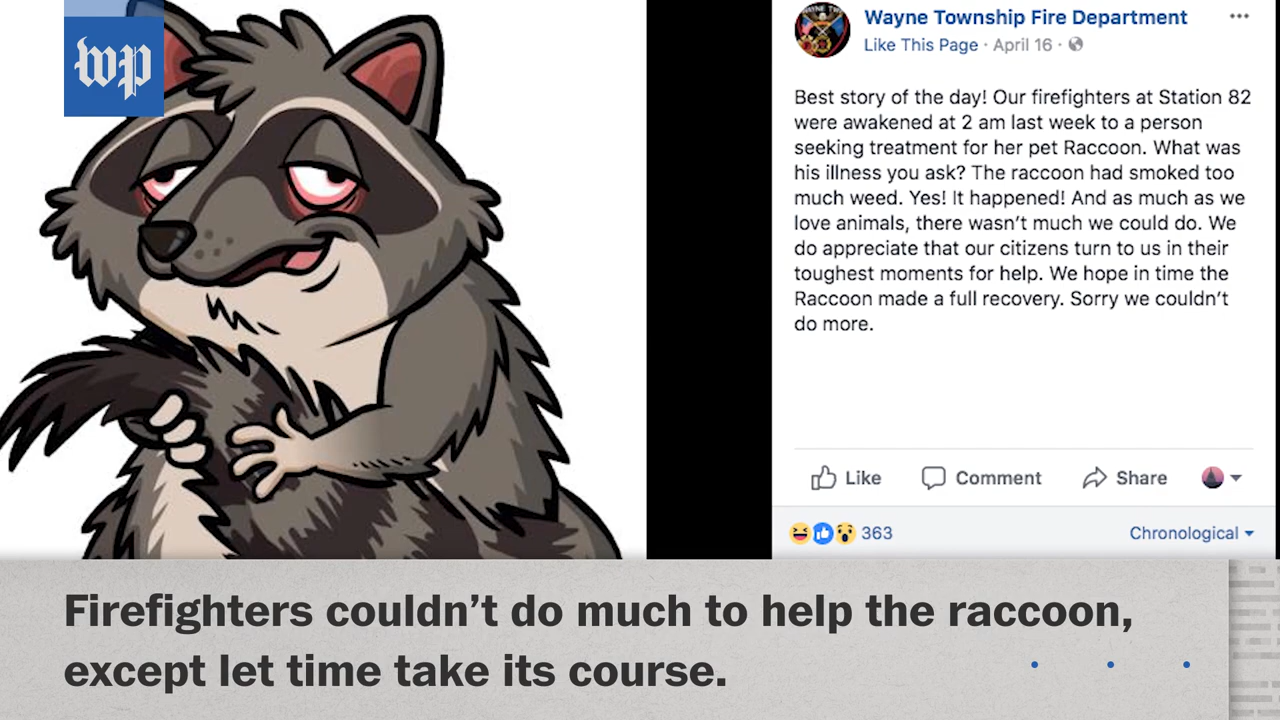 wp
WAYNE TW
Wayne Township Fire Department
Like This Page · April 16 ·
Best story of the day! Our firefighters at Station 82
were awakened at 2 am last week to a person
seeking treatment for her pet Raccoon. What was
his illness you ask? The raccoon had smoked too
much weed. Yes! It happened! And as much as we
love animals, there wasn't much we could do. We
do appreciate that our citizens turn to us in their
toughest moments for help. We hope in time the
Raccoon made a full recovery. Sorry we couldn't
do more.
Like Comment Share
363 Chronological
Firefighters couldn’t do much to help the raccoon,
except let time take its course.